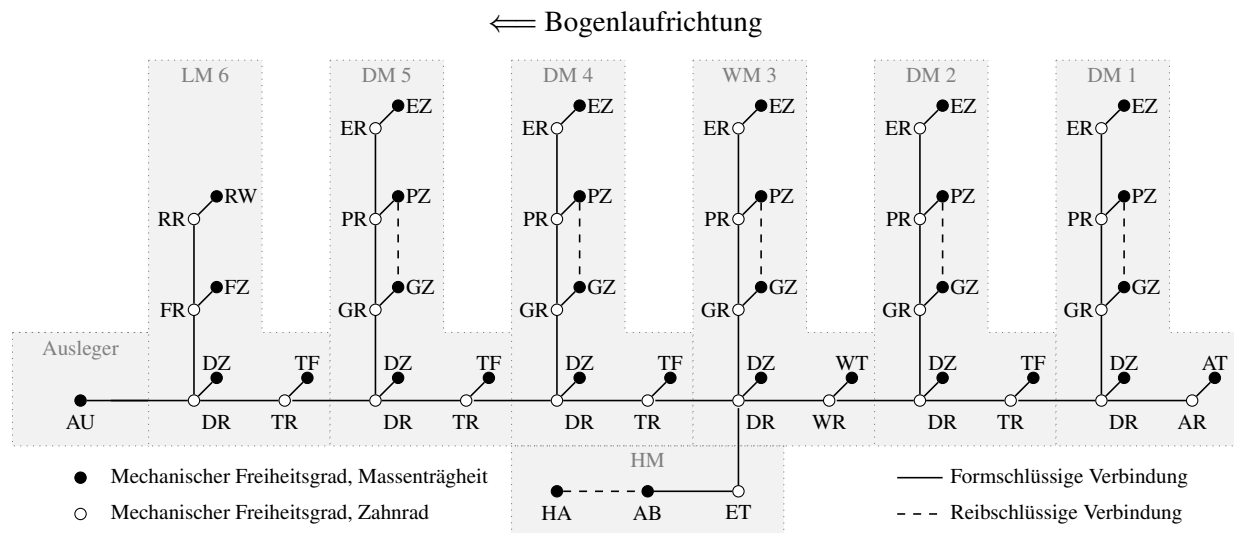 ⟸ Bogenlaufrichtung
LM 6 DM 5 DM 4 WM 3 DM 2 DM 1
EZ EZ EZ EZ EZ
ER ER ER ER ER
RW PZ PZ PZ PZ PZ
RR PR PR PR PR PR
FZ GZ GZ GZ GZ GZ
FR GR GR GR GR GR
Ausleger DZ TF DZ TF DZ TF DZ WT DZ TF DZ AT
AU DR TR DR TR DR TR DR WR DR TR DR AR
HM
Mechanischer Freiheitsgrad, Massenträgheit
Mechanischer Freiheitsgrad, Zahnrad
HA AB ET
Formschlüssige Verbindung
Reibschlüssige Verbindung